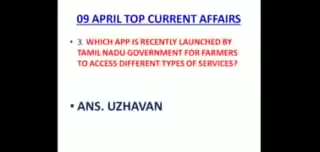 09 APRIL TOP CURRENT AFFAIRS
• 3. WHICH APP IS RECENTLY LAUNCHED BY
TAMIL NADU GOVERNMENT FOR FARMERS
TO ACCESS DIFFERENT TYPES OF SERVICES?
• ANS. UZHAVAN